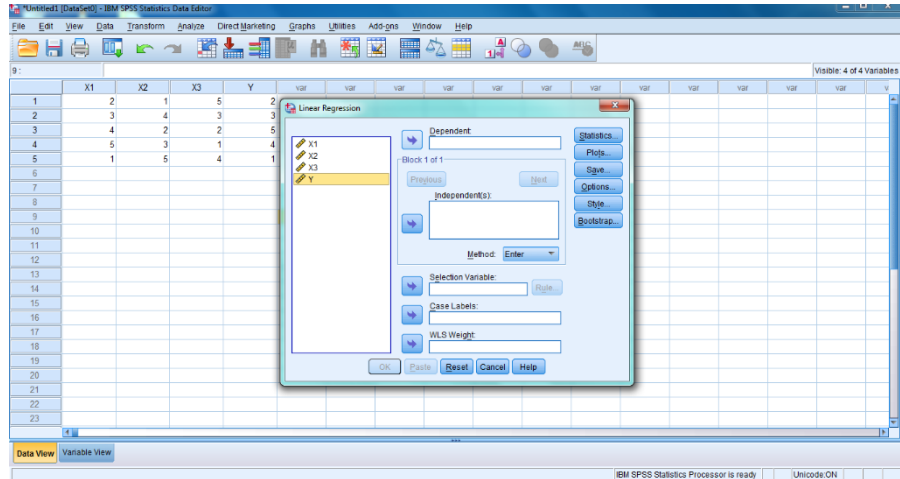 *Untitled1 [DataSet0] - IBM SPSS Statistics Data Editor
File Edit View Data Transform Analyze Direct Marketing Graphs Utilities Add-ons Window Help
9 :
Visible: 4 of 4 Variables
X1 X2 X3 Y var var var var var var var var var var v
1 2 1 5 2
2 3 4 3 3
3 4 2 2 5
4 5 3 1 4
5 1 5 4 1
6
7
8
9
10
11
12
13
14
15
16
17
18
19
20
21
22
23
Linear Regression
X1
X2
X3
Y
Dependent:
Block 1 of 1
Previous Next
Independent(s):
Method: Enter
Selection Variable:
Rule...
Case Labels:
WLS Weight:
Statistics...
Plots...
Save...
Options...
Style...
Bootstrap...
OK Paste Reset Cancel Help
Data View Variable View
IBM SPSS Statistics Processor is ready Unicode:ON